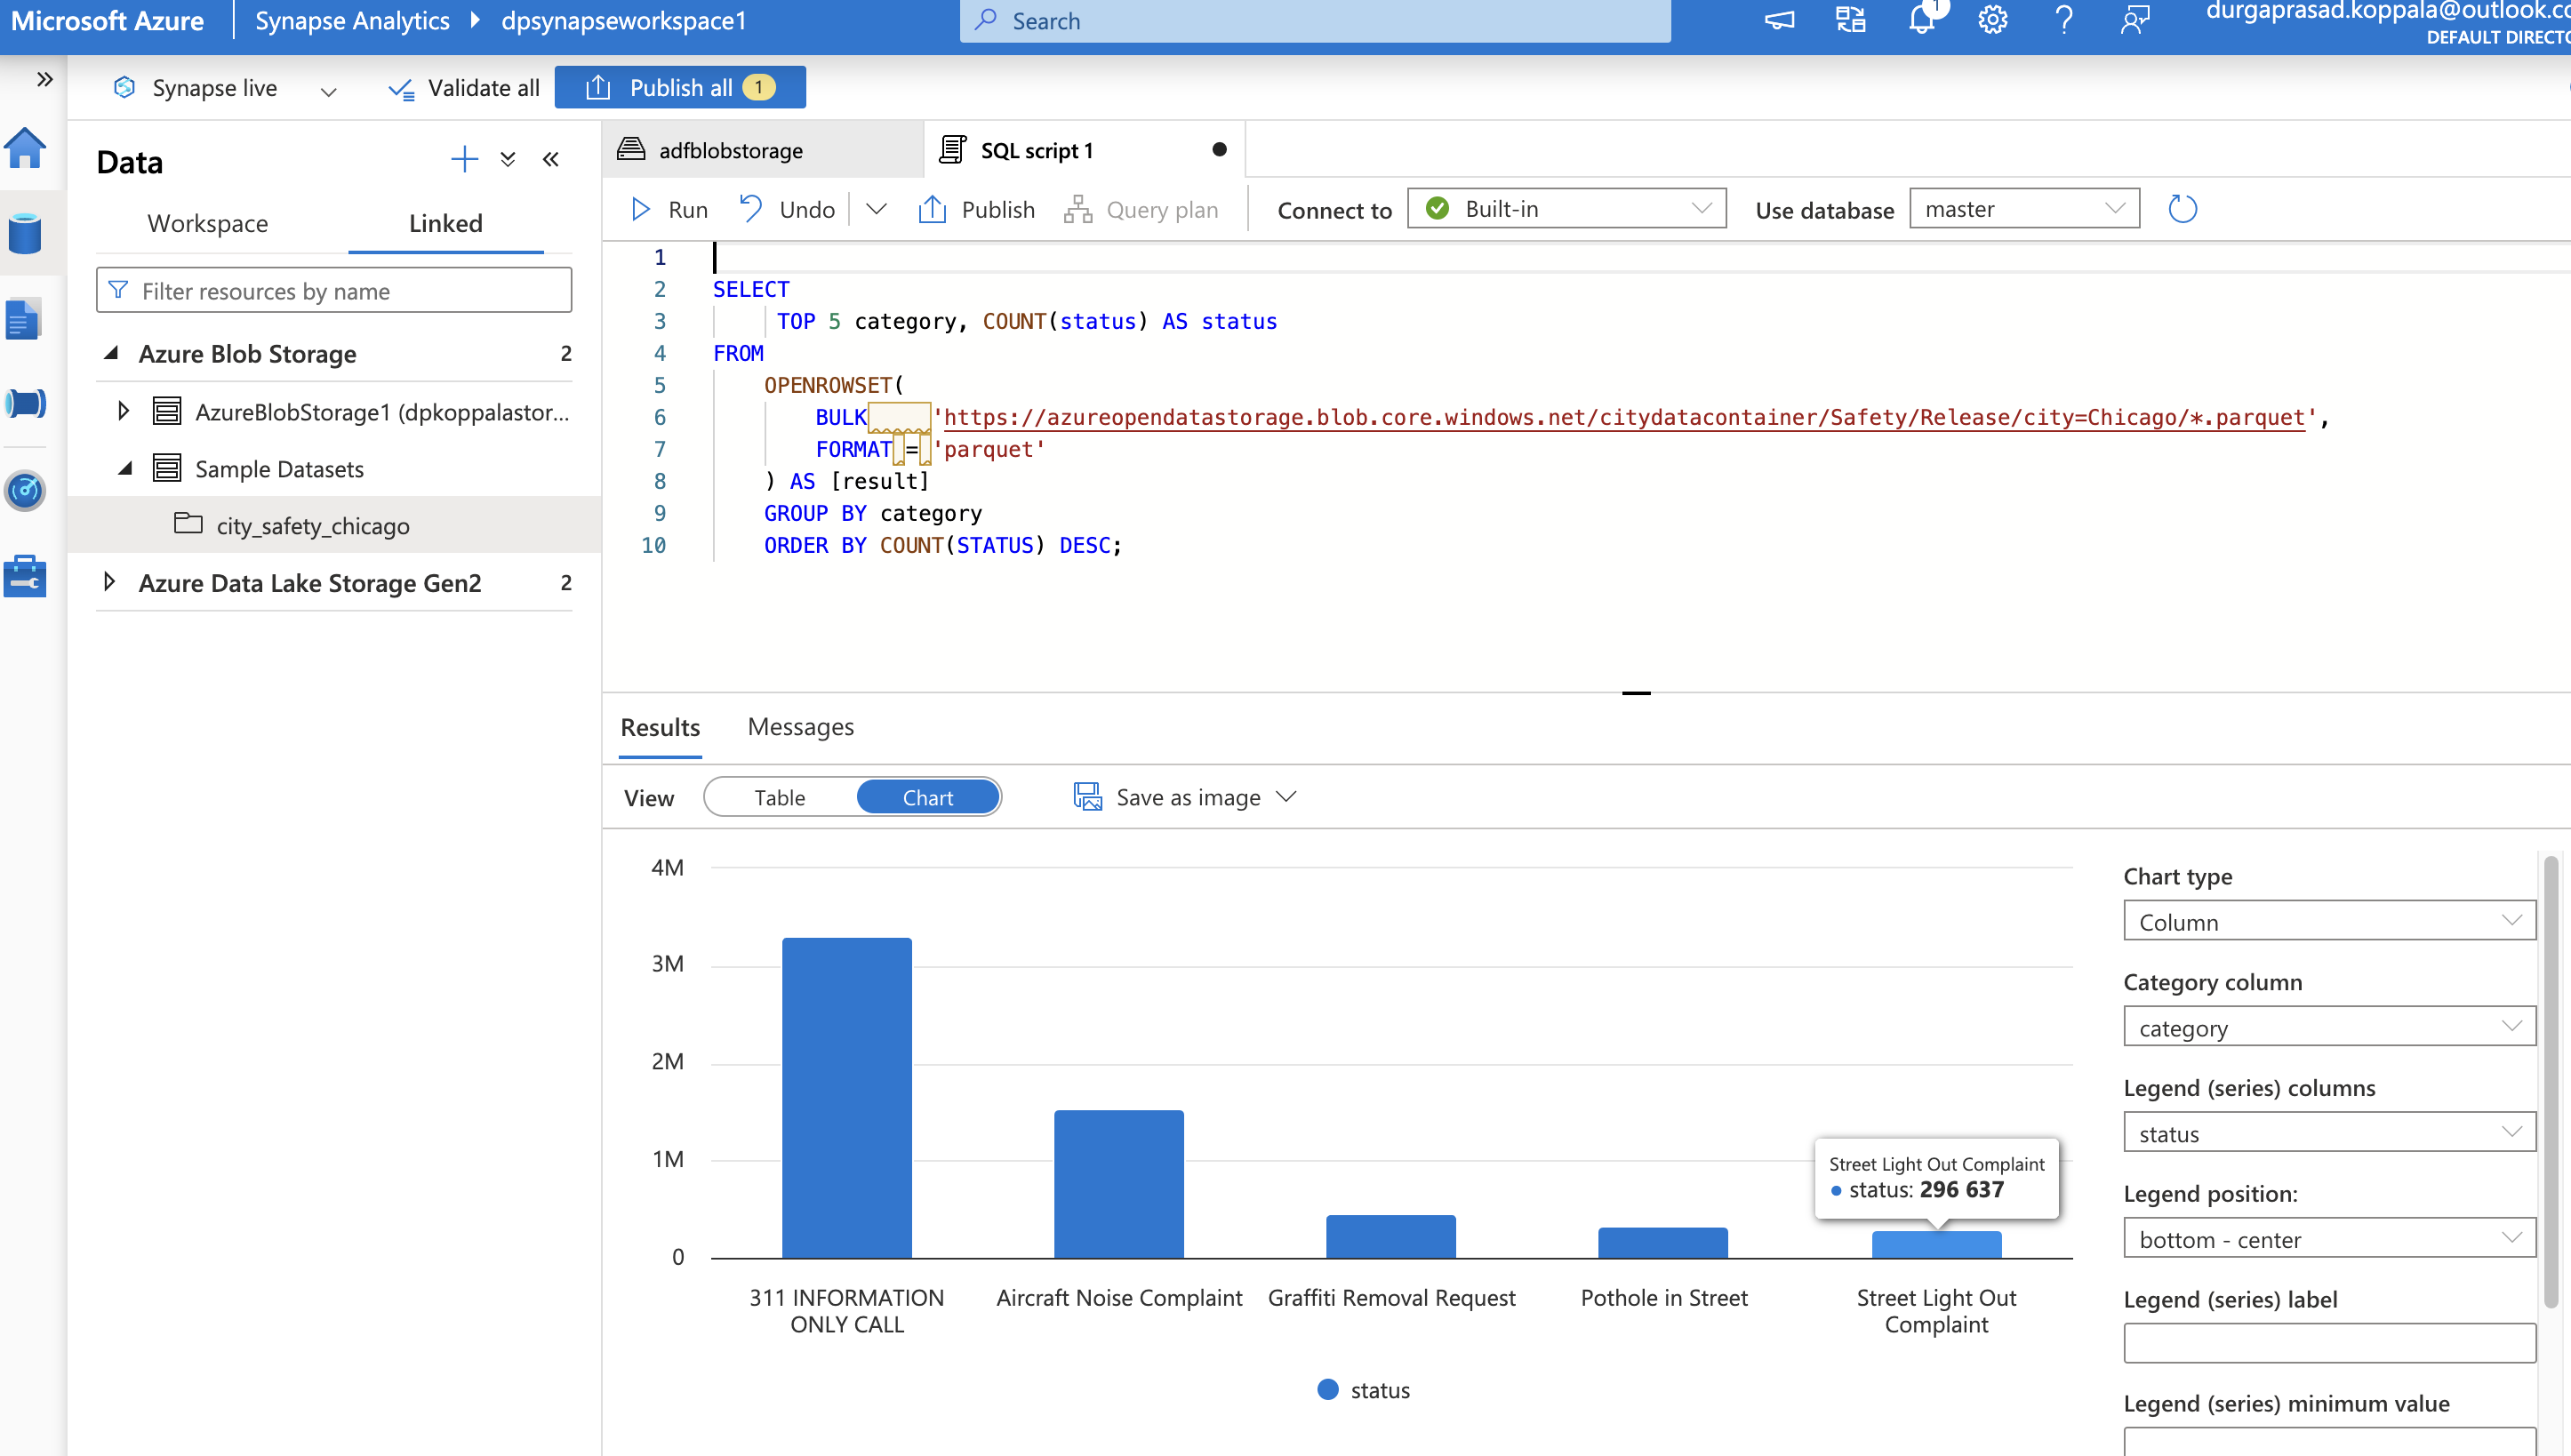 Microsoft Azure
Synapse Analytics
dpsynapseworkspace1
Search
1
durgaprasad.koppala@outlook.co
DEFAULT DIRECTO
Synapse live
Validate all
Publish all 1
Data
Workspace
Linked
Filter resources by name
Azure Blob Storage 2
AzureBlobStorage1 (dpkoppalastor...
Sample Datasets
city_safety_chicago
Azure Data Lake Storage Gen2 2
adfblobstorage
SQL script 1
Run
Undo
Publish
Query plan
Connect to
Built-in
Use database
master
1
2 SELECT
3 TOP 5 category, COUNT(status) AS status
4 FROM
5 OPENROWSET(
6 BULK 'https://azureopendatastorage.blob.core.windows.net/citydatacontainer/Safety/Release/city=Chicago/*.parquet',
7 FORMAT = 'parquet'
8 ) AS [result]
9 GROUP BY category
10 ORDER BY COUNT(STATUS) DESC;
Results
Messages
View
Table
Chart
Save as image
4M
3M
2M
1M
0
311 INFORMATION
ONLY CALL
Aircraft Noise Complaint
Graffiti Removal Request
Pothole in Street
Street Light Out
Complaint
Street Light Out Complaint
status: 296 637
status
Chart type
Column
Category column
category
Legend (series) columns
status
Legend position:
bottom - center
Legend (series) label
Legend (series) minimum value